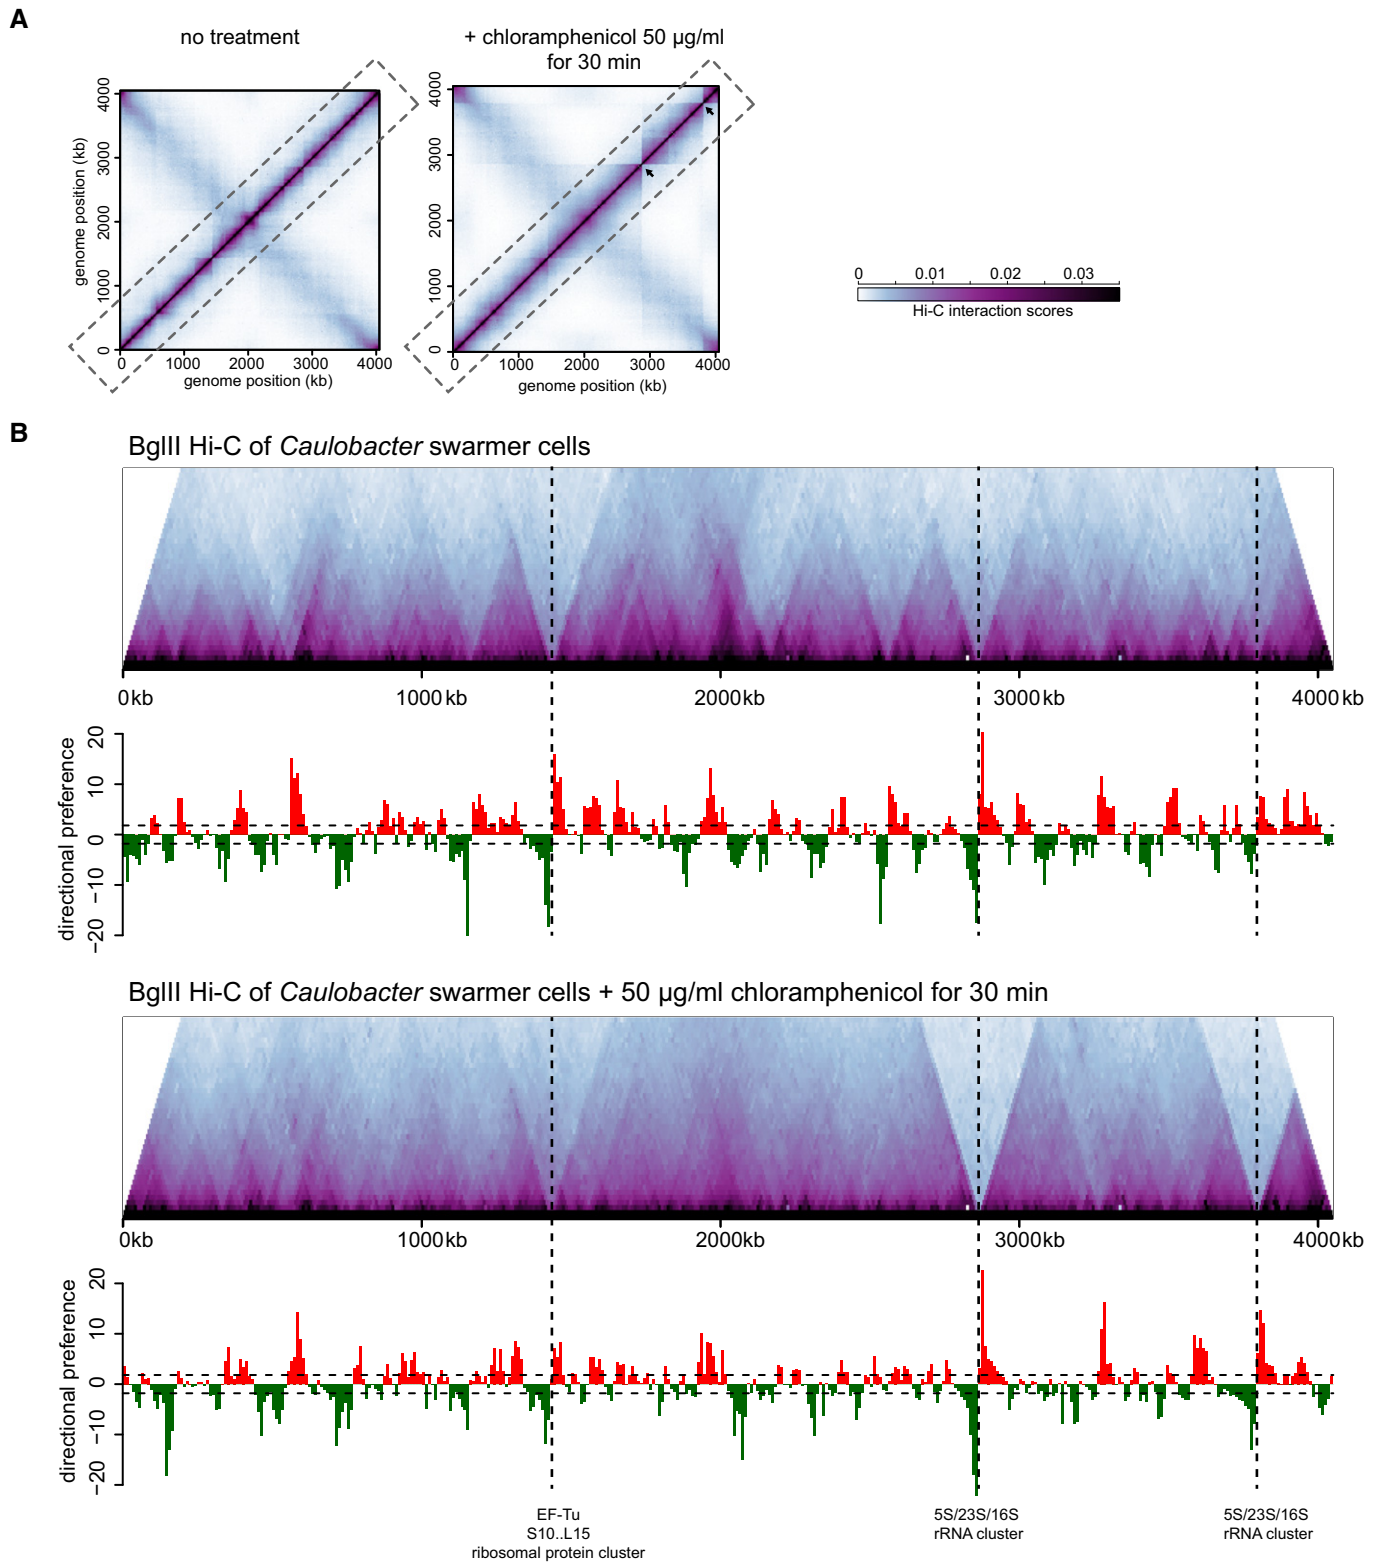 A
no treatment
+ chloramphenicol 50 µg/ml
for 30 min
genome position (kb)
0
1000
2000
3000
4000
0 1000 2000 3000 4000
genome position (kb)
0
1000
2000
3000
4000
0 1000 2000 3000 4000
genome position (kb)
0 0.01 0.02 0.03
Hi-C interaction scores
B
BglII Hi-C of Caulobacter swarmer cells
0kb 1000kb 2000kb 3000kb 4000kb
directional preference
20
10
0
−10
−20
BglII Hi-C of Caulobacter swarmer cells + 50 µg/ml chloramphenicol for 30 min
0kb 1000kb 2000kb 3000kb 4000kb
directional preference
20
10
0
−10
−20
EF-Tu
S10..L15
ribosomal protein cluster
5S/23S/16S
rRNA cluster
5S/23S/16S
rRNA cluster